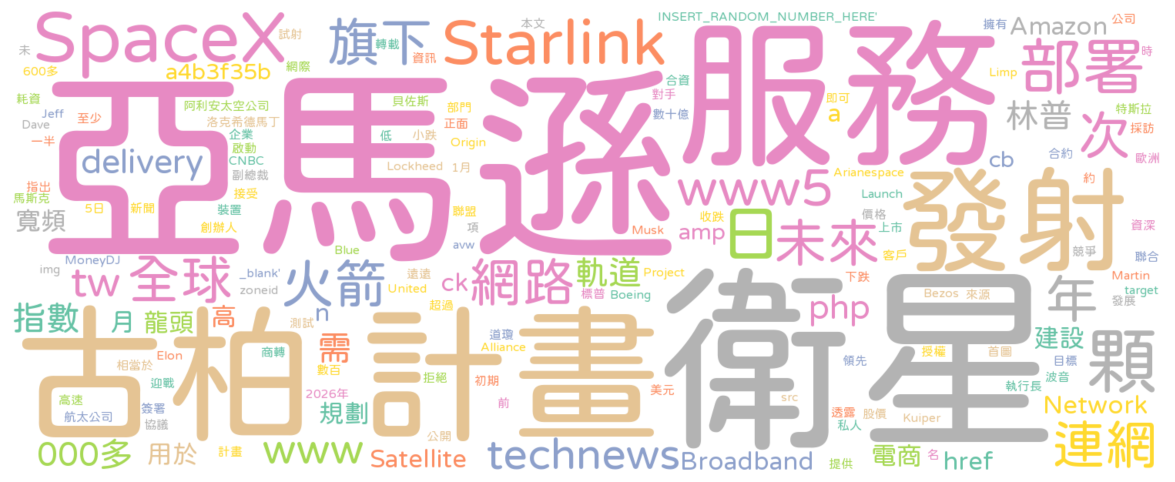 INSERT_RANDOM_NUMBER_HERE'
本文
公司
SpaceX
試射
旗下
轉載
資訊
Starlink
擁有
Amazon
未
600多
a4b3f35b
網際
服務
合資
對手
數十億
部署
時
Limp
耗資
Jeff
Dave
至少
一半
亞馬遜
阿利安太空公司
洛克希德馬丁
企業
啟動
CNBC
副總裁
貝佐斯
部門
正面
低
小跌
Origin
即可
a
林普
特斯拉
採訪
次
歐洲
delivery
Lockheed
1月
Arianespace
cb
合約
約
指出
馬斯克
5日
新聞
接受
裝置
創辦人
聯盟
項
www5
Launch
發射
寬頻
Blue
avw
Musk
收跌
amp
日
未來
價格
上市
客戶
競爭
資深
聯合
img
MoneyDJ
_blank'
zoneid
tw
全球
火箭
遠遠
United
ck
網路
軌道
標普
Project
Boeing
下跌
Martin
target
發展
n
超過
php
Bezos
來源
年
指數
月
龍頭
高
測試
道瓊
Alliance
衛星
建設
顆
古柏
計畫
相當於
Elon
商轉
需
數百
迎戰
拒絕
初期
美元
領先
授權
首圖
目標
波音
執行長
高速
航太公司
簽署
協議
2026年
規劃
前
src
透露
私人
股價
Kuiper
Network
000多
用於
計畫
www
公開
Satellite
technews
Broadband
提供
電商
名
href
連網